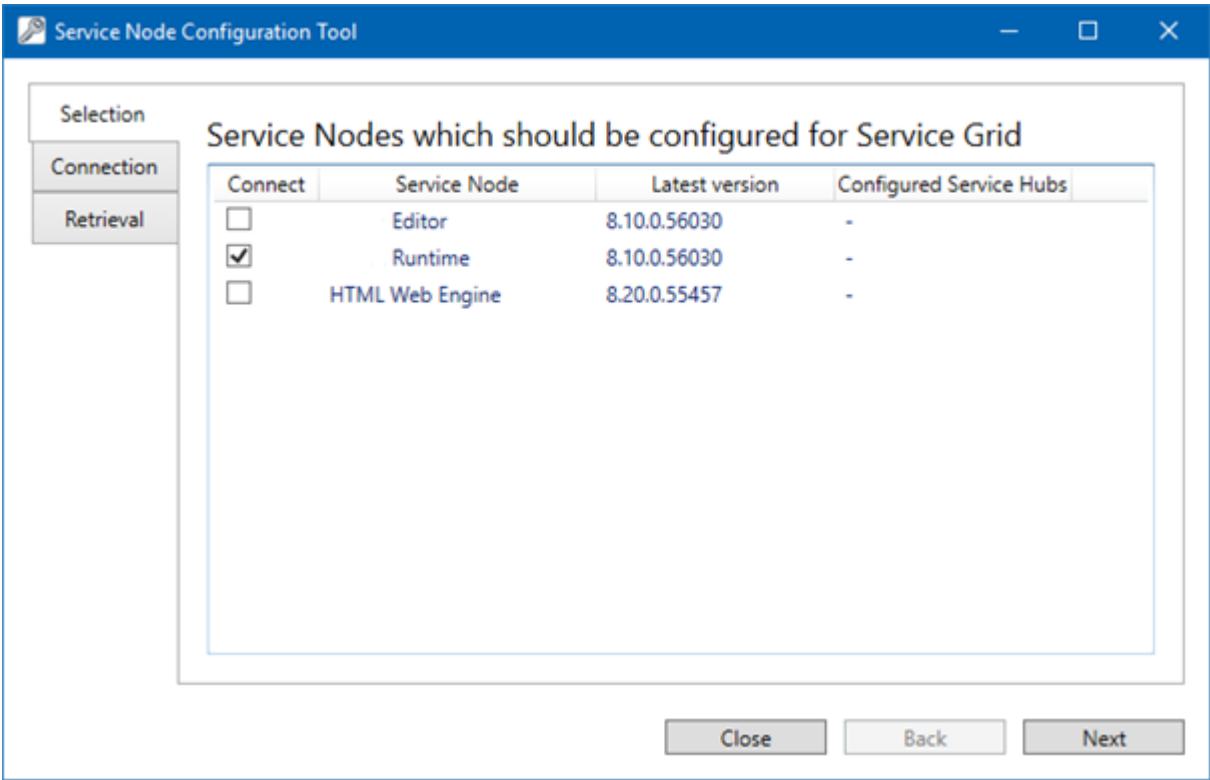 Service Node Configuration Tool
Selection
Connection
Retrieval
Service Nodes which should be configured for Service Grid
Connect Service Node Latest version Configured Service Hubs
Editor 8.10.0.56030 -
Runtime 8.10.0.56030 -
HTML Web Engine 8.20.0.55457 -
Close Back Next